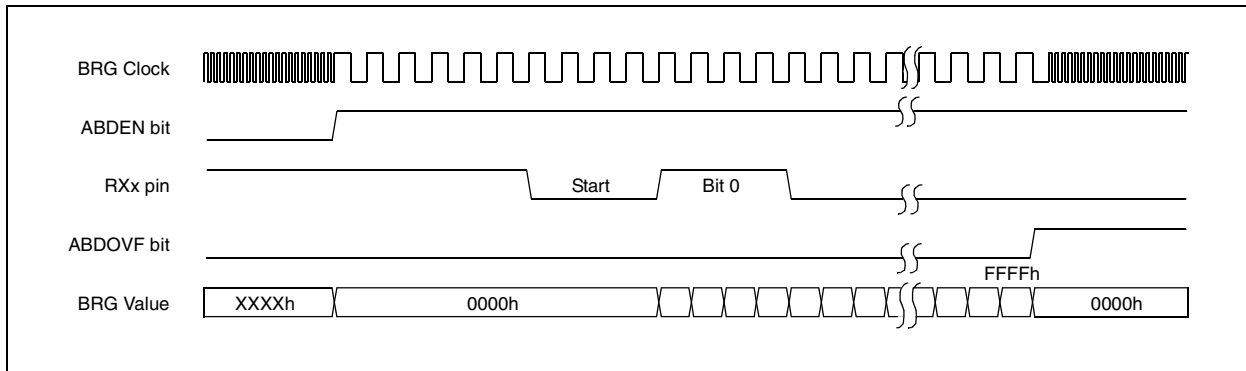 BRG Clock
ABDEN bit
RXx pin
Start
Bit 0
ABDOVF bit
FFFFh
BRG Value
XXXXh
0000h
0000h